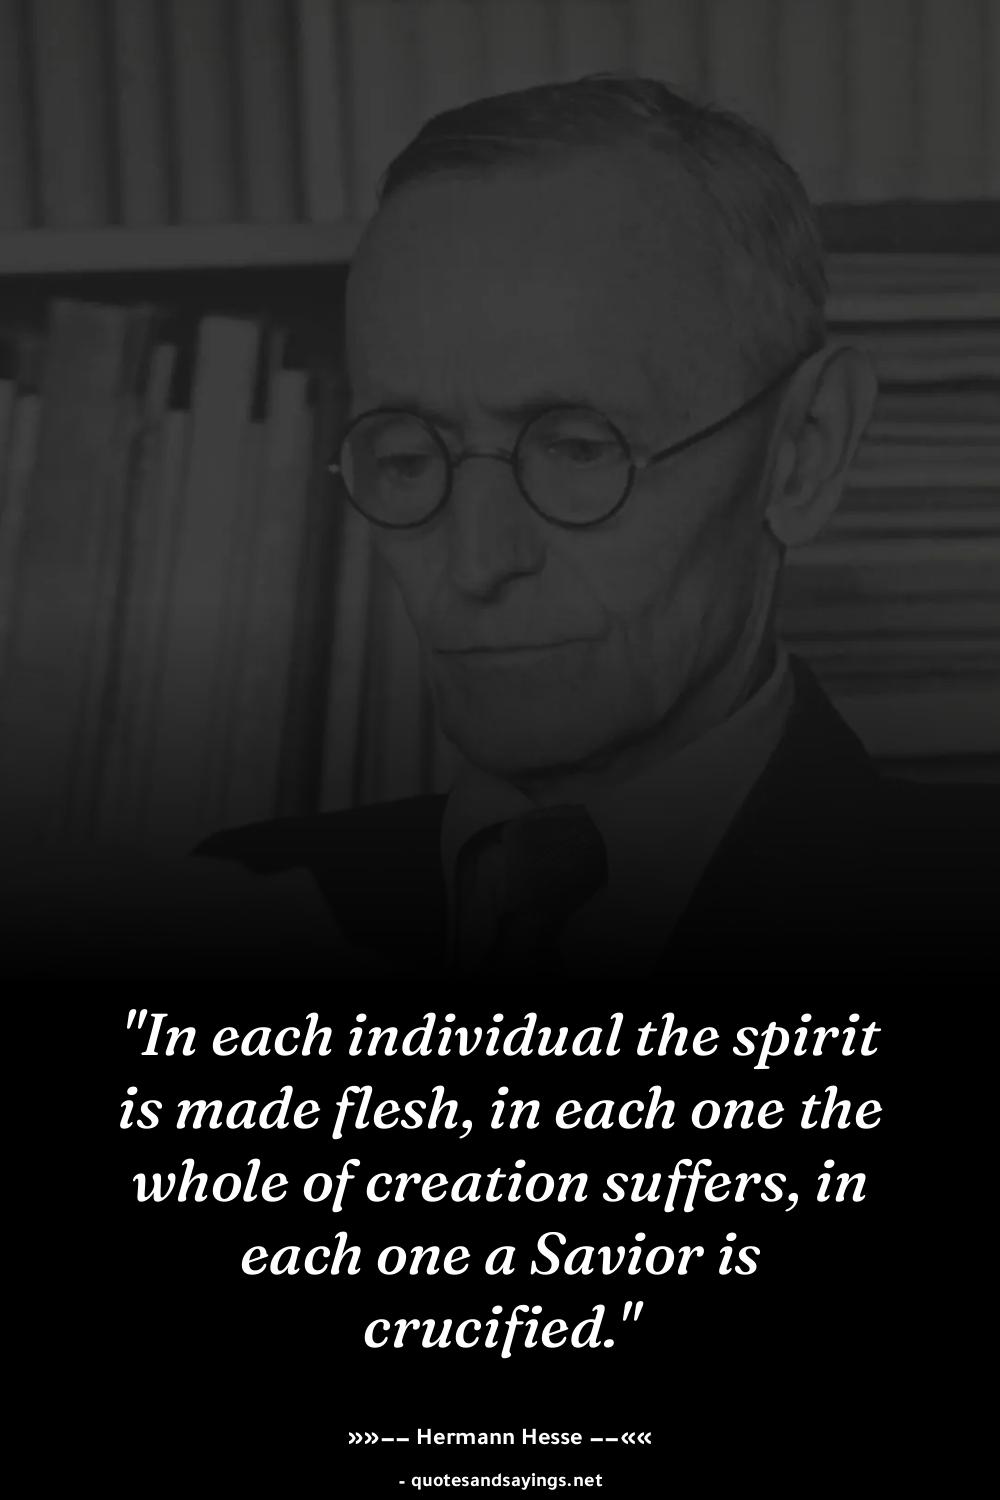 "In each individual the spirit
is made flesh, in each one the
whole of creation suffers, in
each one a Savior is
crucified."
»»−− Hermann Hesse −−««
- quotesandsayings.net